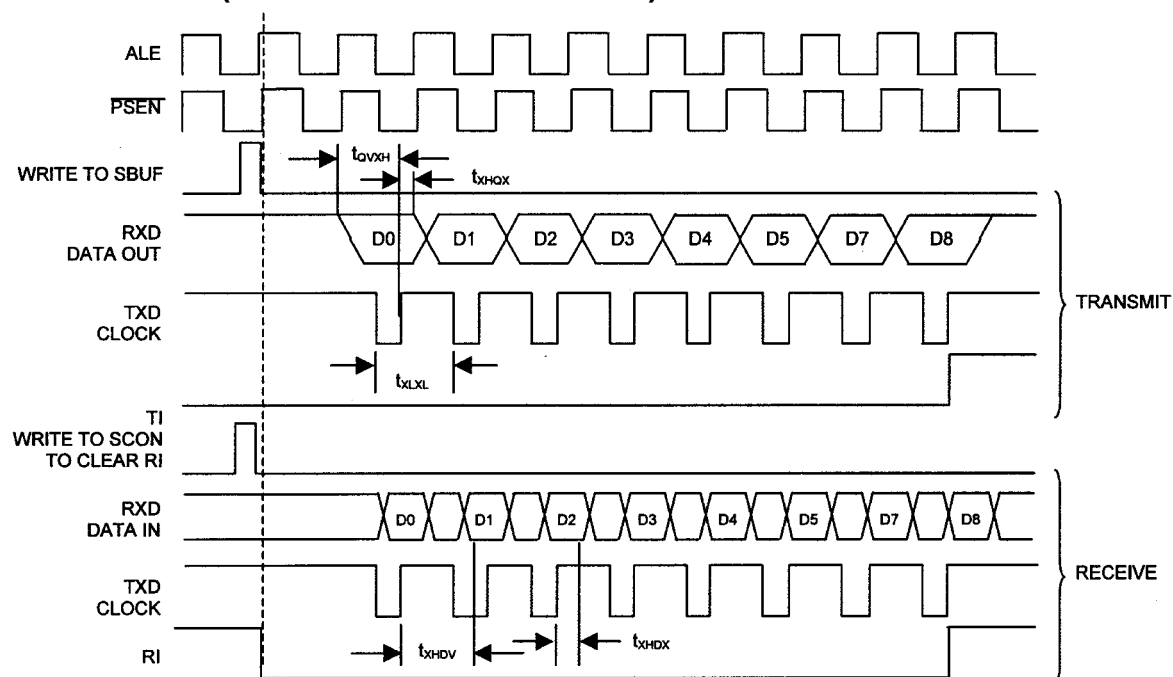 (
)
ALE
PSEN
tQVXH
WRITE TO SBUF
tXHQX
RXD
DATA OUT
D0 D1 D2 D3 D4 D5 D7 D8
TXD
CLOCK
TRANSMIT
tXLXL
TI
WRITE TO SCON
TO CLEAR RI
RXD
DATA IN
D0 D1 D2 D3 D4 D5 D7 D8
TXD
CLOCK
RECEIVE
tXHDV
tXHDX
RI